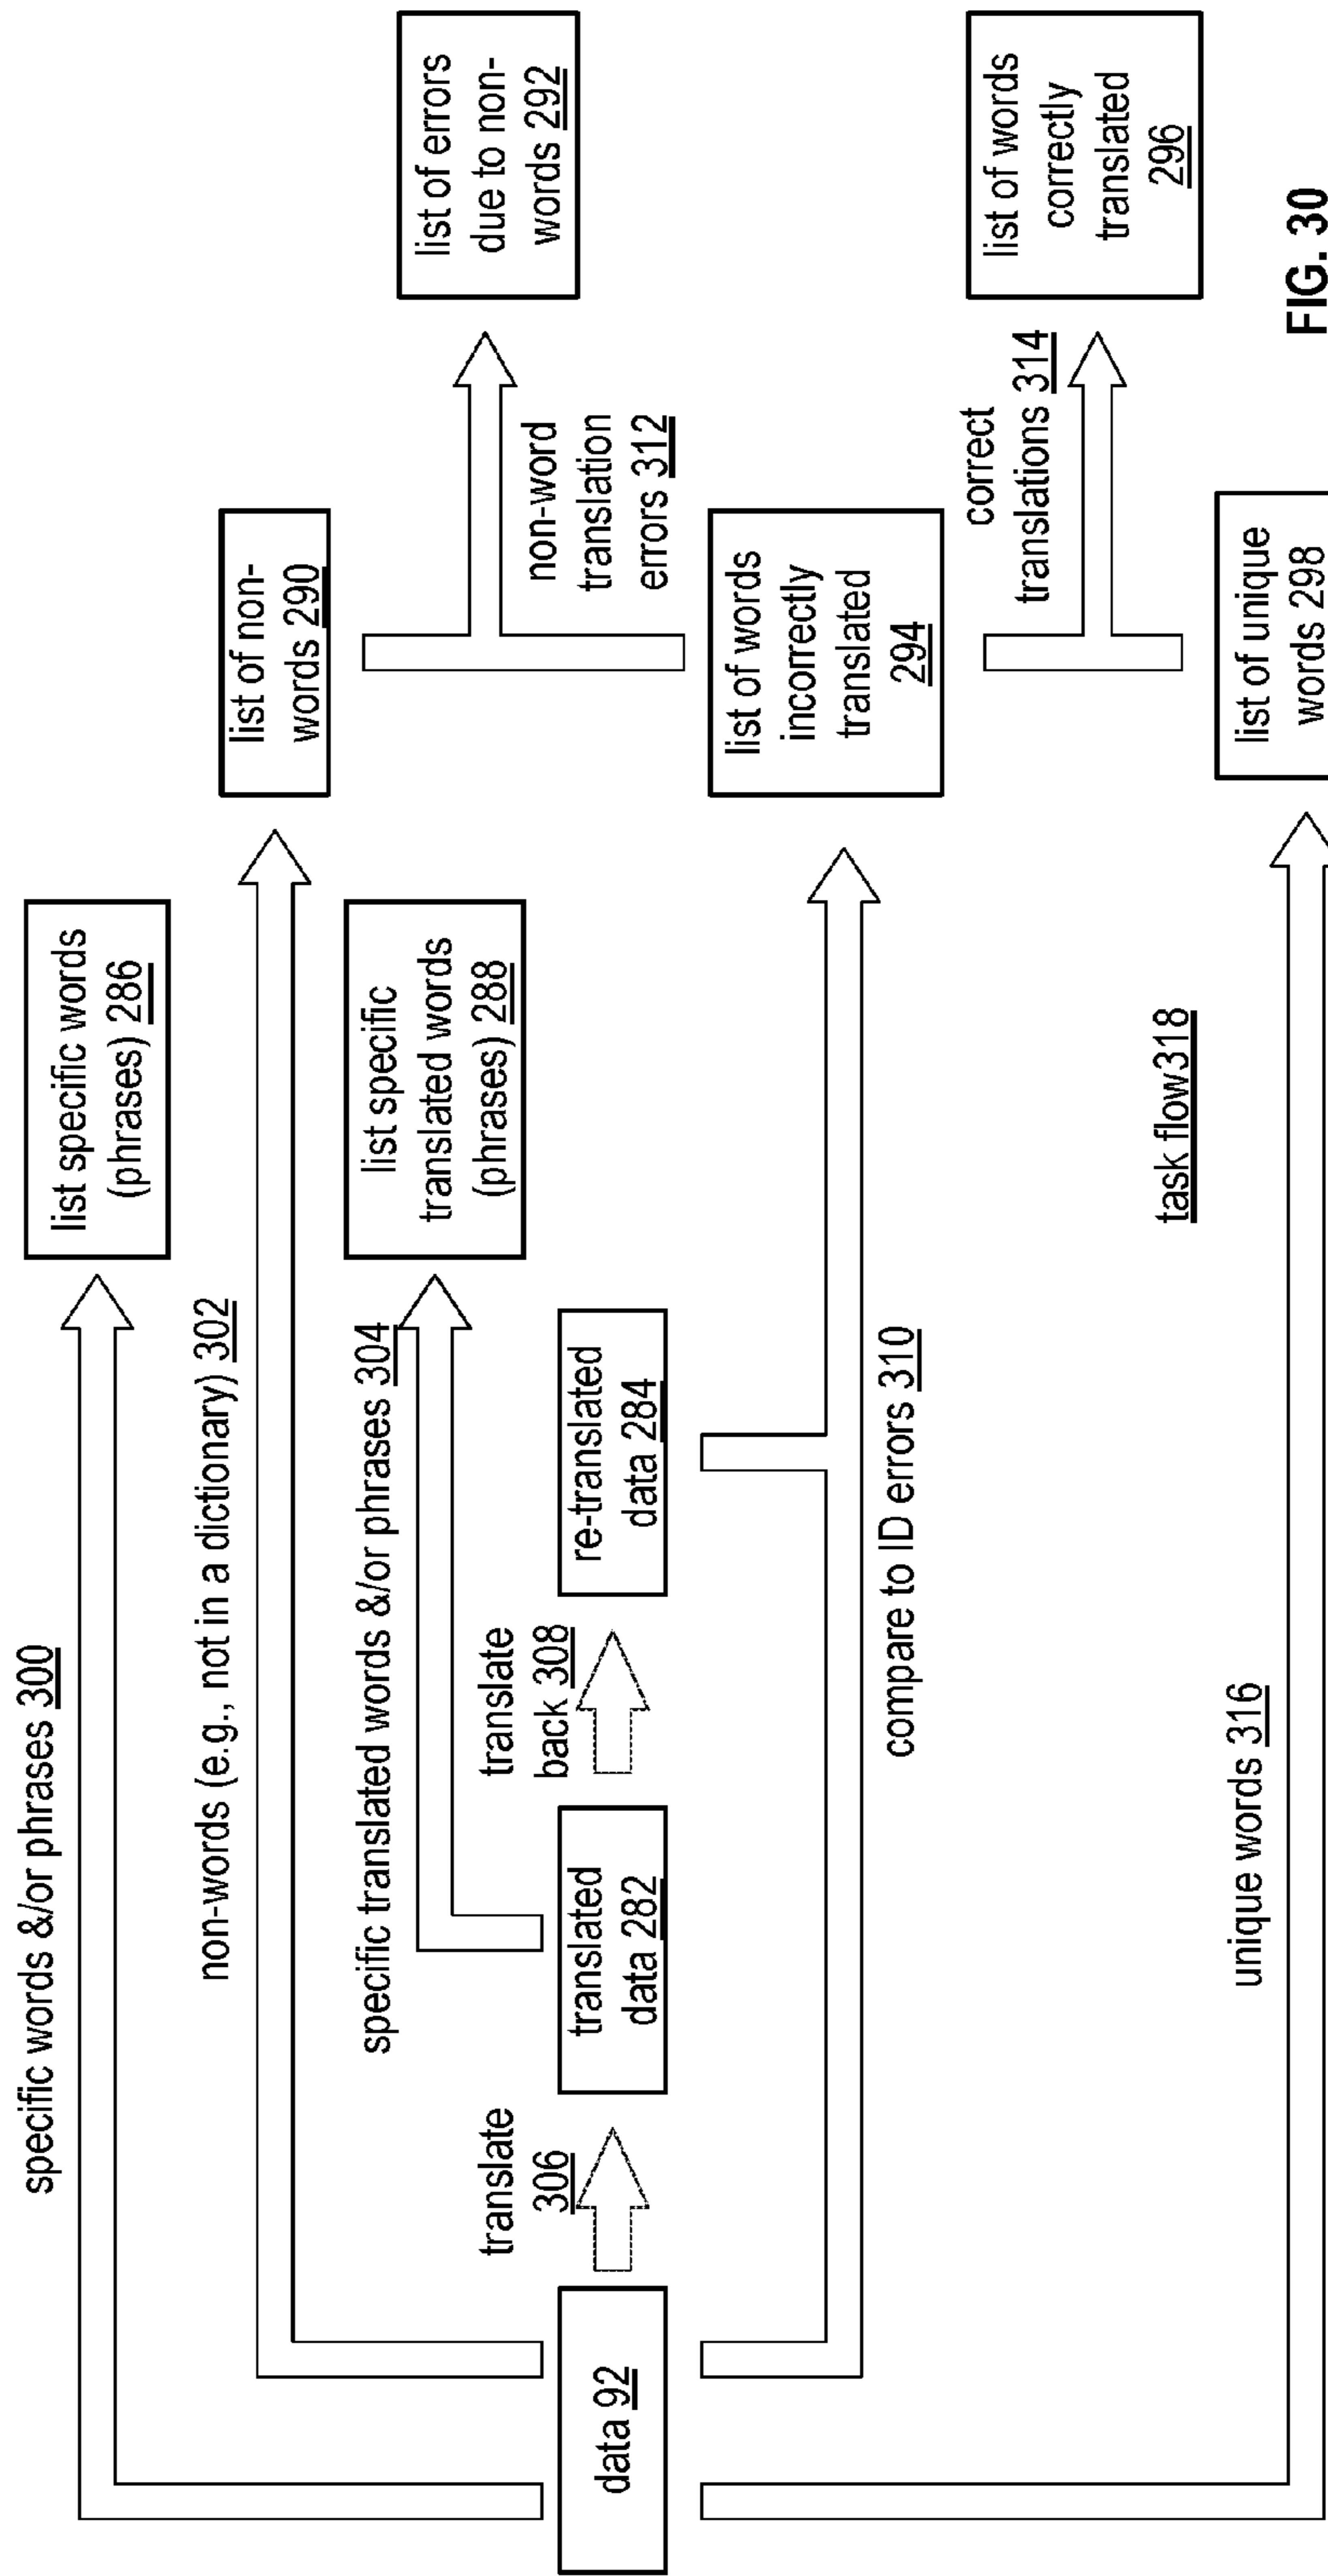 specific words &/or phrases 300
list specific words
(phrases) 286
non-words (e.g., not in a dictionary) 302
list of non-
words 290
specific translated words &/or phrases 304
list specific
translated words
(phrases) 288
list of errors
due to non-
words 292
non-word
translation
errors 312
translate
306
translate
back 308
data 92
translated
data 282
re-translated
data 284
compare to ID errors 310
list of words
incorrectly
translated
294
correct
translations 314
list of words
correctly
translated
296
task flow318
unique words 316
list of unique
words 298
FIG. 30